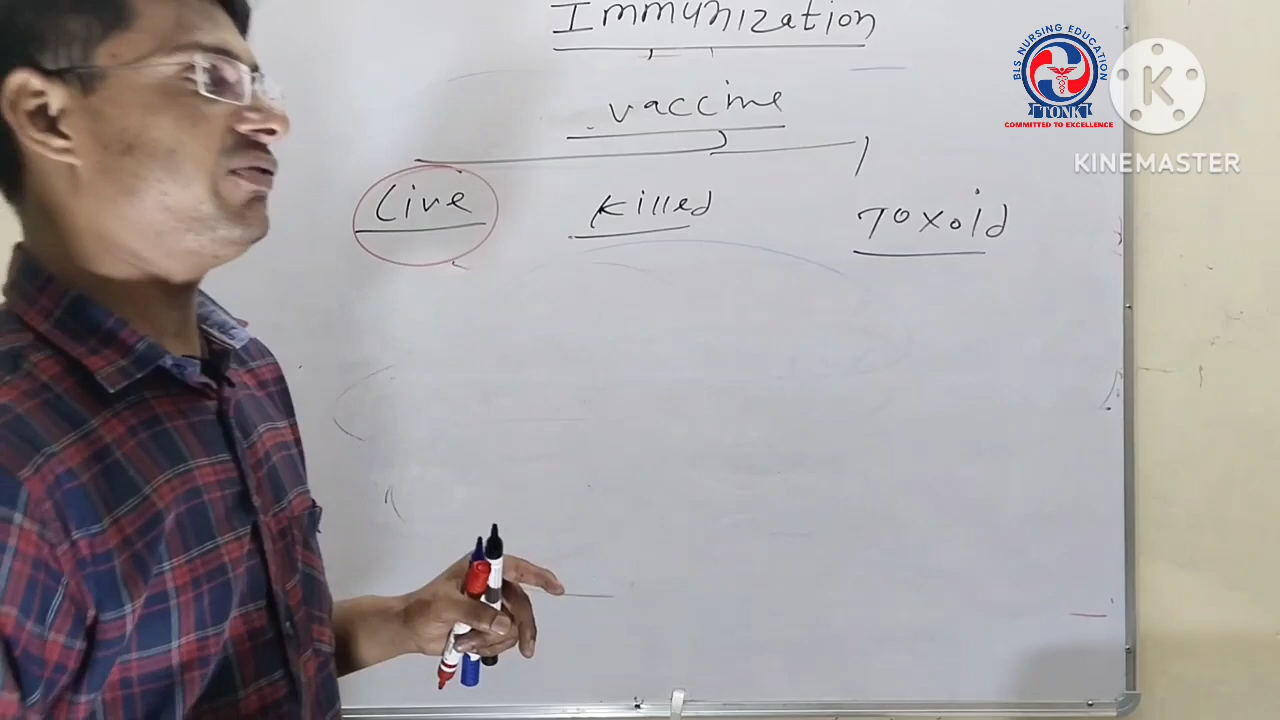 Immunization
vaccine
Live
killed
Toxoid
BLS NURSING EDUCATION
TONK
COMMITTED TO EXCELLENCE
K
KINEMASTER